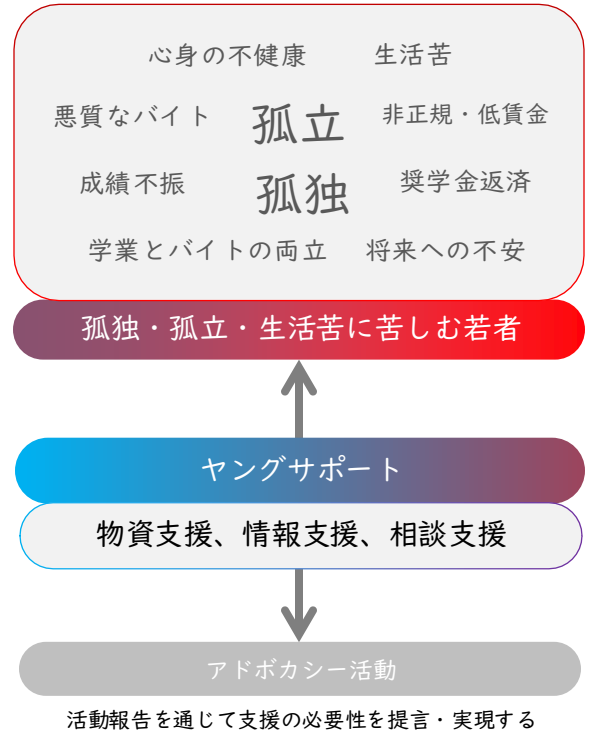 心身の不健康 生活苦
悪質なバイト 孤立 非正規・低賃金
成績不振 孤独 奨学金返済
学業とバイトの両立 将来への不安
孤独・孤立・生活苦に苦しむ若者
ヤングサポート
物資支援、情報支援、相談支援
アドボカシー活動
活動報告を通じて支援の必要性を提言・実現する